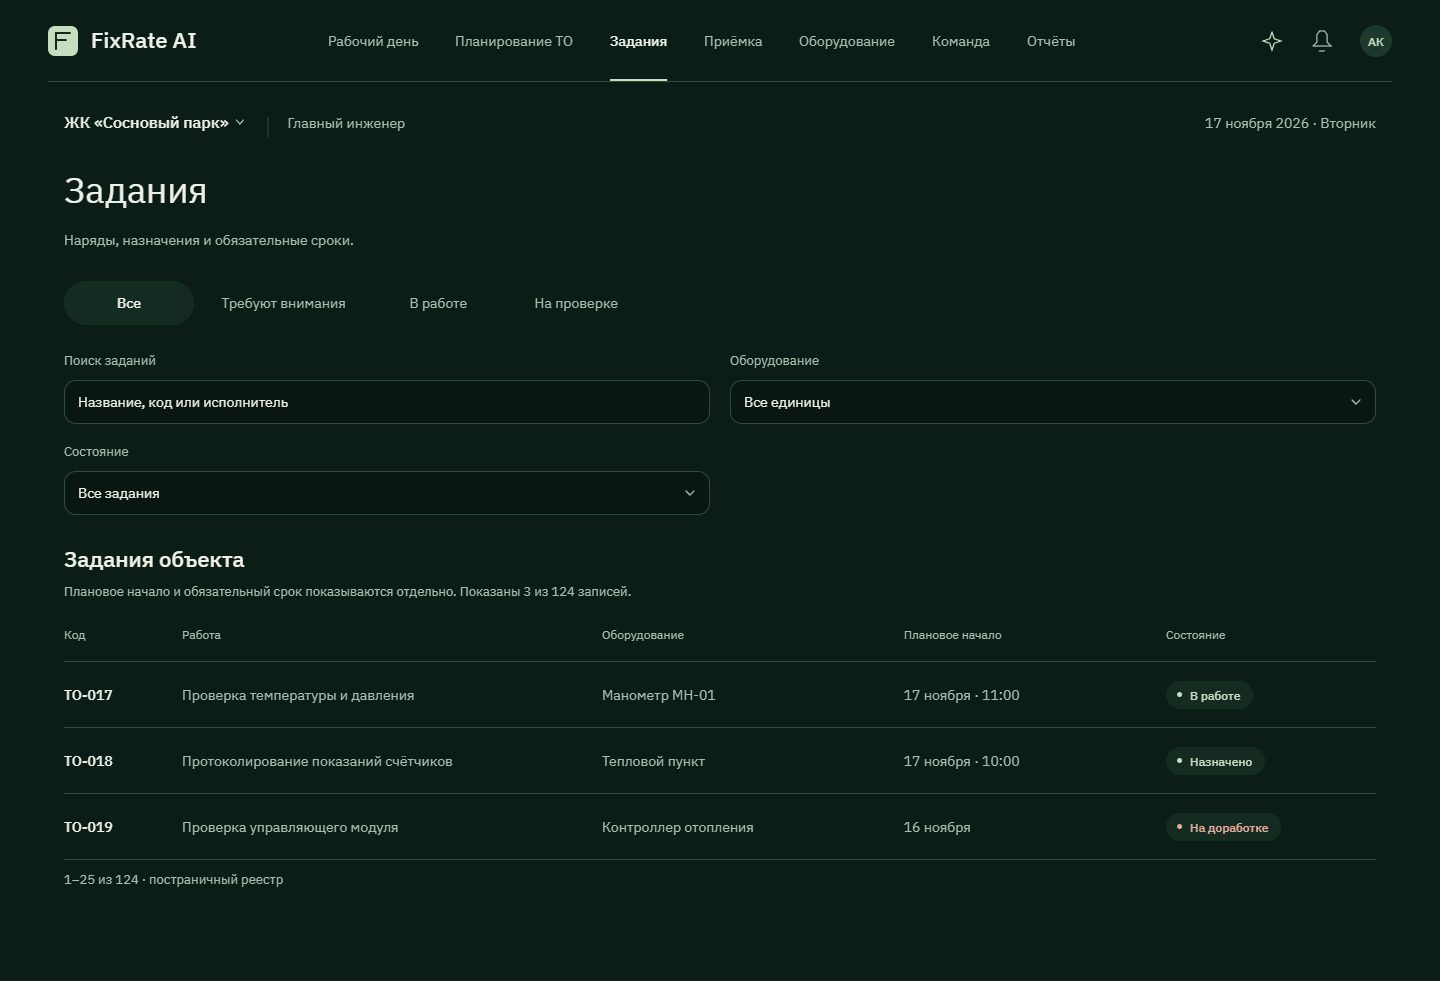 FixRate AI
Рабочий день Планирование ТО Задания Приёмка Оборудование Команда Отчёты
АК
ЖК «Сосновый парк» Главный инженер 17 ноября 2026 · Вторник
Задания
Наряды, назначения и обязательные сроки.
Все Требуют внимания В работе На проверке
Поиск заданий Оборудование
Название, код или исполнитель Все единицы
Состояние
Все задания
Задания объекта
Плановое начало и обязательный срок показываются отдельно. Показаны 3 из 124 записей.
Код Работа Оборудование Плановое начало Состояние
ТО-017 Проверка температуры и давления Манометр МН-01 17 ноября · 11:00 В работе
ТО-018 Протоколирование показаний счётчиков Тепловой пункт 17 ноября · 10:00 Назначено
ТО-019 Проверка управляющего модуля Контроллер отопления 16 ноября На доработке
1–25 из 124 · постраничный реестр